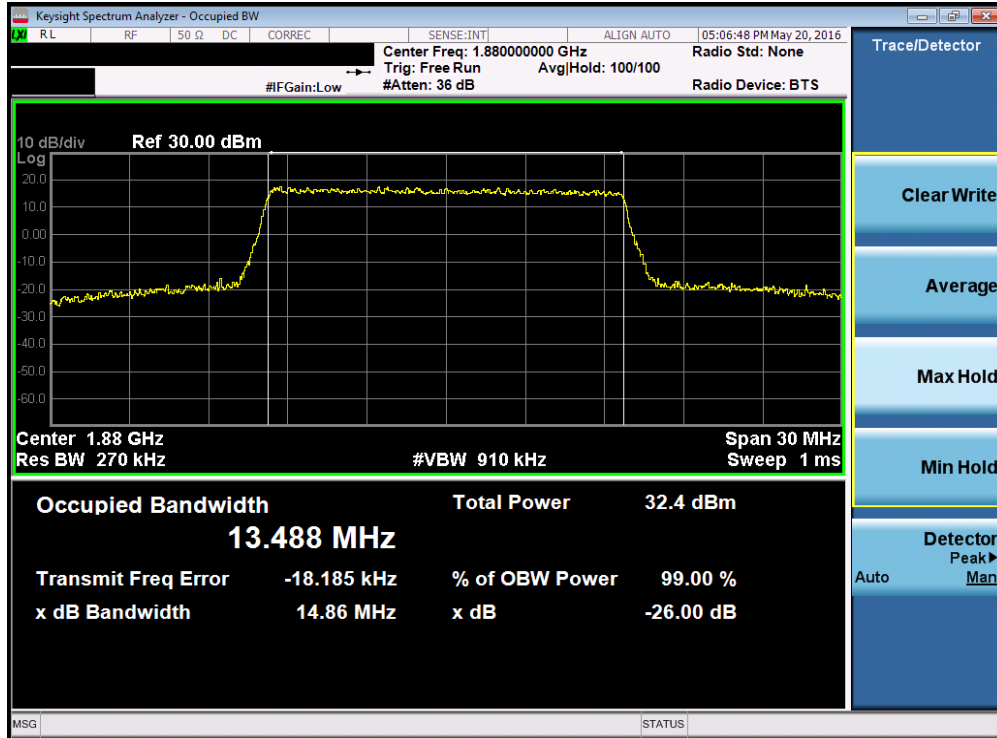 Keysight Spectrum Analyzer - Occupied BW
LXI RL RF 50 Ω DC CORREC SENSE:INT ALIGN AUTO 05:06:48 PM May 20, 2016
Center Freq: 1.880000000 GHz Radio Std: None
Trig: Free Run Avg|Hold: 100/100
#IFGain:Low #Atten: 36 dB Radio Device: BTS
10 dB/div Ref 30.00 dBm
Log
20.0
10.0
0.00
-10.0
-20.0
-30.0
-40.0
-50.0
-60.0
Center 1.88 GHz Span 30 MHz
Res BW 270 kHz #VBW 910 kHz Sweep 1 ms
Occupied Bandwidth Total Power 32.4 dBm
13.488 MHz
Transmit Freq Error -18.185 kHz % of OBW Power 99.00 %
x dB Bandwidth 14.86 MHz x dB -26.00 dB
MSG STATUS
Trace/Detector
Clear Write
Average
Max Hold
Min Hold
Detector
Peak▶
Auto Man